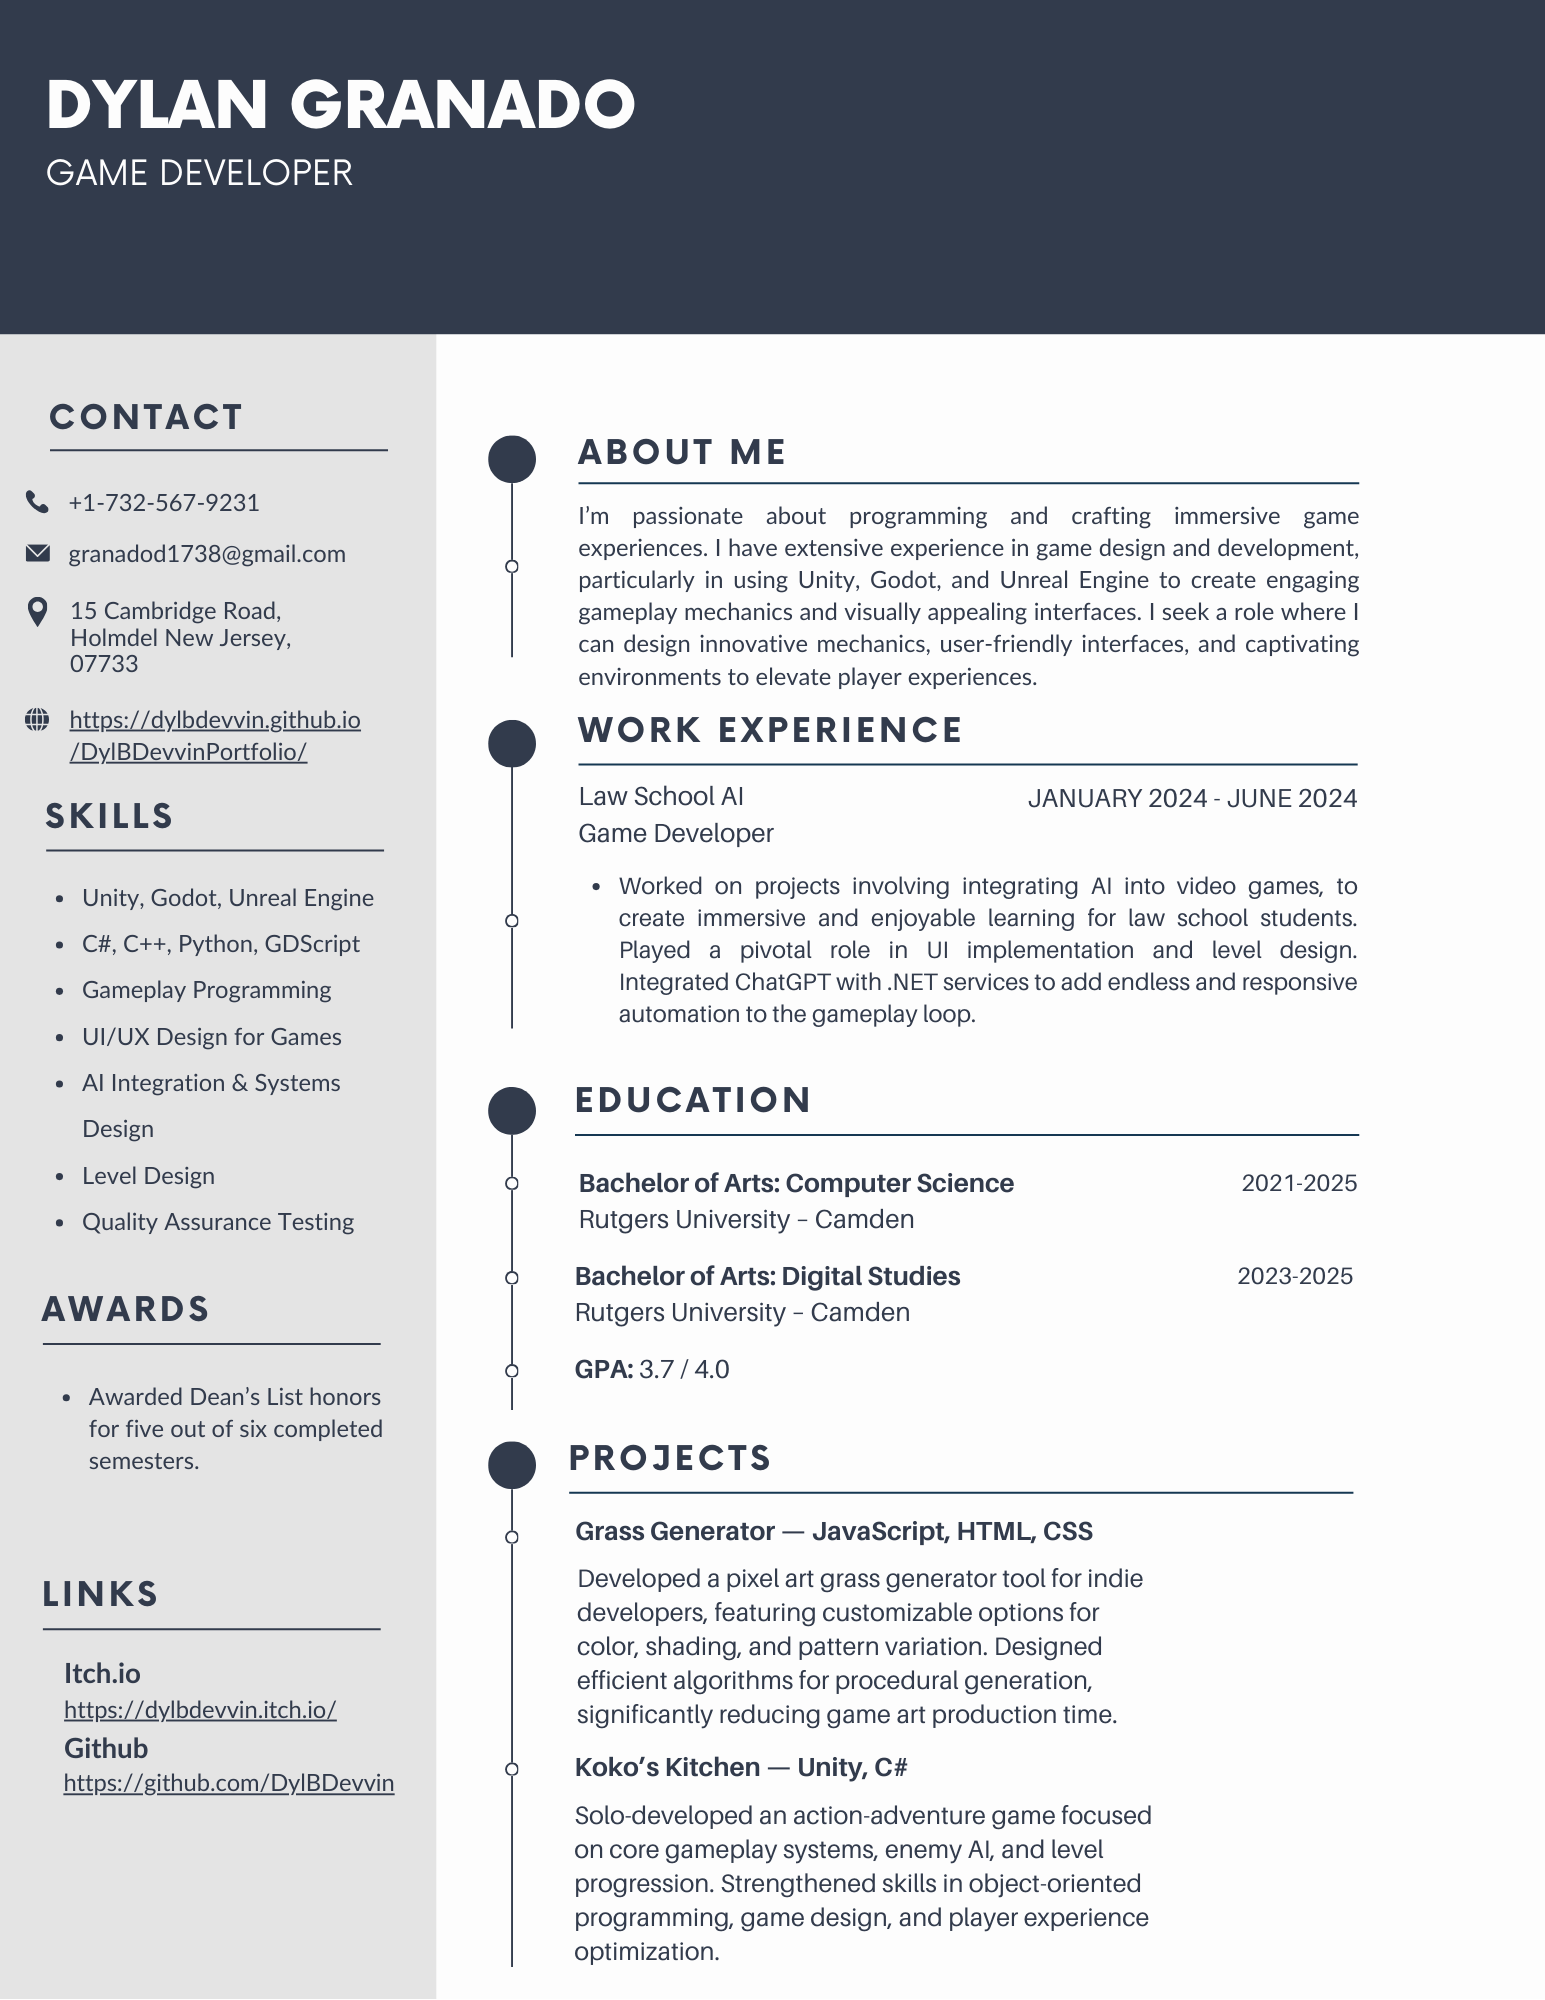 DYLAN GRANADO
GAME DEVELOPER
CONTACT
+1-732-567-9231
granadod1738@gmail.com
15 Cambridge Road,
Holmdel New Jersey,
07733
https://dylbdevvin.github.io
/DylBDevvinPortfolio/
SKILLS
• Unity, Godot, Unreal Engine
• C#, C++, Python, GDScript
• Gameplay Programming
• UI/UX Design for Games
• AI Integration & Systems
Design
• Level Design
• Quality Assurance Testing
AWARDS
• Awarded Dean’s List honors
for five out of six completed
semesters.
LINKS
Itch.io
https://dylbdevvin.itch.io/
Github
https://github.com/DylBDevvin
ABOUT ME
I’m passionate about programming and crafting immersive game
experiences. I have extensive experience in game design and development,
particularly in using Unity, Godot, and Unreal Engine to create engaging
gameplay mechanics and visually appealing interfaces. I seek a role where I
can design innovative mechanics, user-friendly interfaces, and captivating
environments to elevate player experiences.
WORK EXPERIENCE
Law School AI JANUARY 2024 - JUNE 2024
Game Developer
• Worked on projects involving integrating AI into video games, to
create immersive and enjoyable learning for law school students.
Played a pivotal role in UI implementation and level design.
Integrated ChatGPT with .NET services to add endless and responsive
automation to the gameplay loop.
EDUCATION
Bachelor of Arts: Computer Science 2021-2025
Rutgers University – Camden
Bachelor of Arts: Digital Studies 2023-2025
Rutgers University – Camden
GPA: 3.7 / 4.0
PROJECTS
Grass Generator — JavaScript, HTML, CSS
Developed a pixel art grass generator tool for indie
developers, featuring customizable options for
color, shading, and pattern variation. Designed
efficient algorithms for procedural generation,
significantly reducing game art production time.
Koko’s Kitchen — Unity, C#
Solo-developed an action-adventure game focused
on core gameplay systems, enemy AI, and level
progression. Strengthened skills in object-oriented
programming, game design, and player experience
optimization.